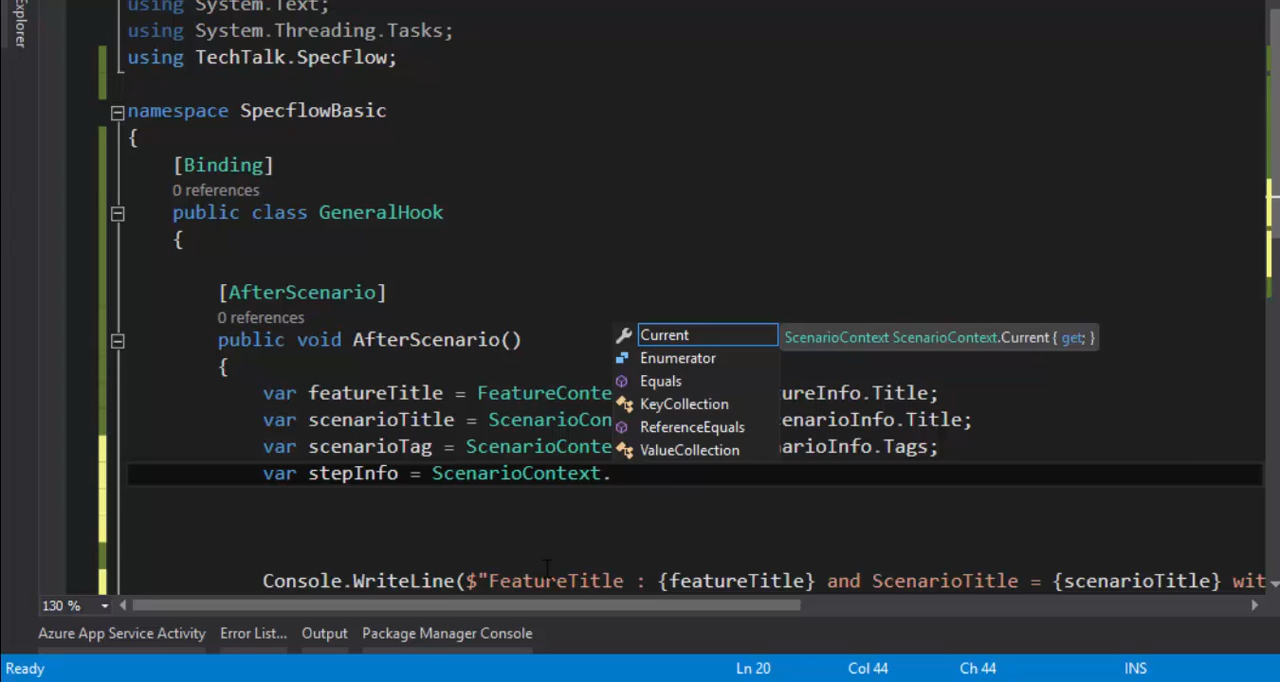 Explorer
using System.Text;
using System.Threading.Tasks;
using TechTalk.SpecFlow;
namespace SpecflowBasic
{
[Binding]
0 references
public class GeneralHook
{
[AfterScenario]
0 references
public void AfterScenario()
{
var featureTitle = FeatureConte
ureInfo.Title;
var scenarioTitle = ScenarioCon
enarioInfo.Title;
var scenarioTag = ScenarioConte
arioInfo.Tags;
var stepInfo = ScenarioContext.
Current
Enumerator
Equals
KeyCollection
ReferenceEquals
ValueCollection
ScenarioContext ScenarioContext.Current { get; }
Console.WriteLine($"FeatureTitle : {featureTitle} and ScenarioTitle = {scenarioTitle} wit
130 %
Azure App Service Activity Error List... Output Package Manager Console
Ready Ln 20 Col 44 Ch 44 INS